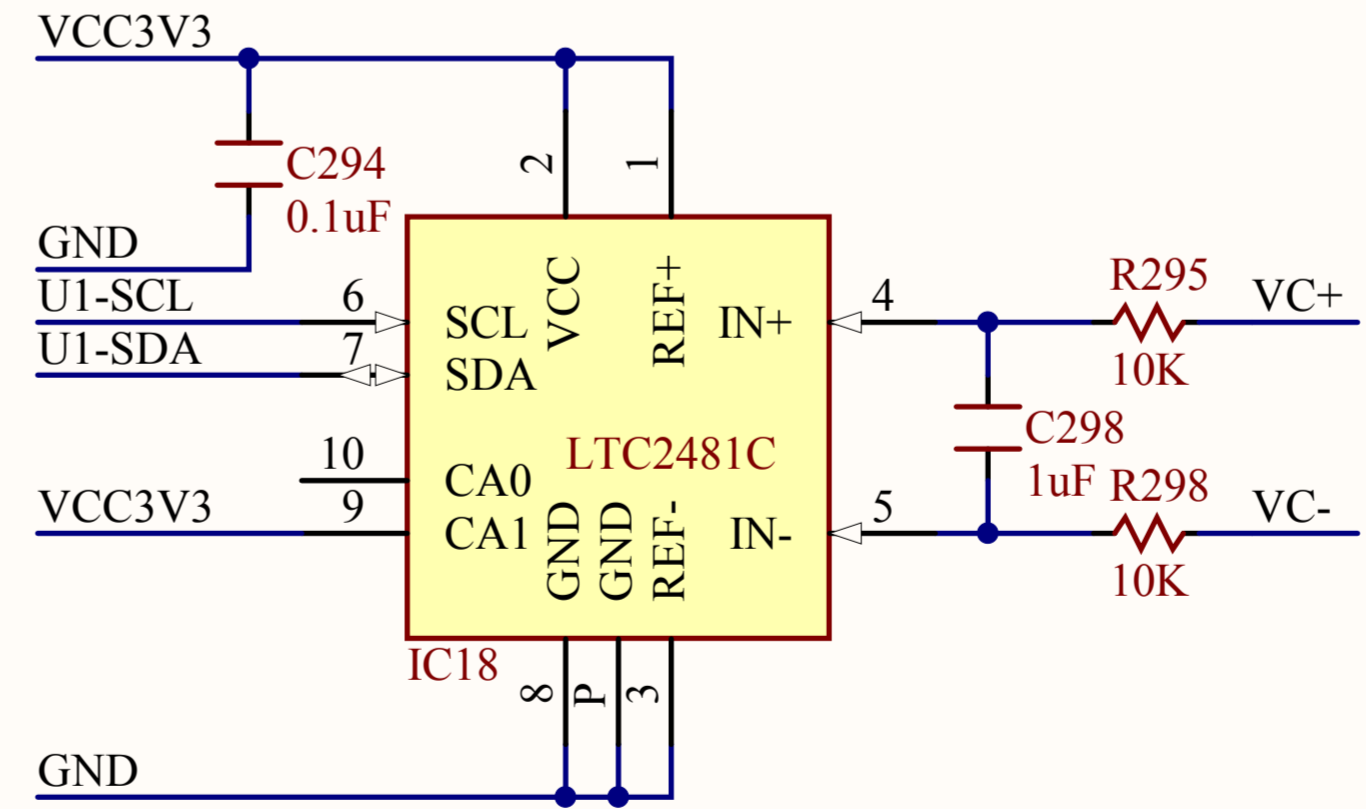 VCC3V3
C294
0.1uF
GND
U1-SCL
U1-SDA
VCC3V3
GND
2
1
6
7
10
9
SCL
SDA
CA0
CA1
VCC
REF+
IN+
LTC2481C
GND
GND
REF-
IN-
IC18
8
P
3
4
5
R295
10K
VC+
C298
1uF
R298
10K
VC-